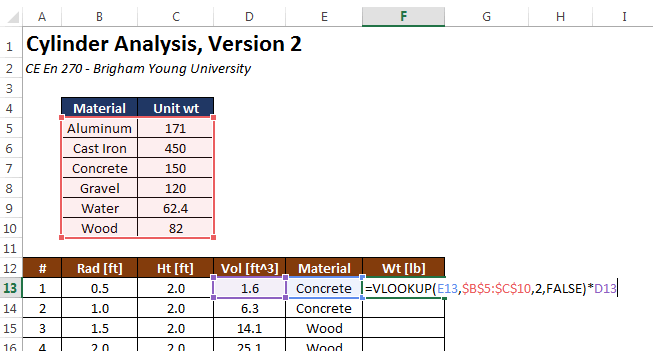 A B C D E F G H I
1 Cylinder Analysis, Version 2
2 CE En 270 - Brigham Young University
3
4 Material Unit wt
5 Aluminum 171
6 Cast Iron 450
7 Concrete 150
8 Gravel 120
9 Water 62.4
10 Wood 82
11
12 # Rad [ft] Ht [ft] Vol [ft^3] Material Wt [lb]
13 1 0.5 2.0 1.6 Concrete =VLOOKUP(E13,$B$5:$C$10,2,FALSE)*D13
14 2 1.0 2.0 6.3 Concrete
15 3 1.5 2.0 14.1 Wood
16 4 2.0 2.0 25.1 Wood